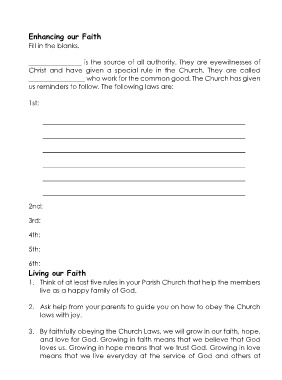 Enhancing our Faith
Fill in the blanks.
_______________ is the source of all authority. They are eyewitnesses of
Christ and have given a special rule in the Church. They are called
_______________ who work for the common good. The Church has given
us reminders to follow. The following laws are:
1st:
2nd:
3rd:
4th:
5th:
6th:
Living our Faith
1. Think of at least five rules in your Parish Church that help the members
live as a happy family of God.
2. Ask help from your parents to guide you on how to obey the Church
laws with joy.
3. By faithfully obeying the Church Laws, we will grow in our faith, hope,
and love for God. Growing in faith means we believe that God
loves us. Growing in hope means that we trust God. Growing in love
means that we live everyday at the service of God and others at